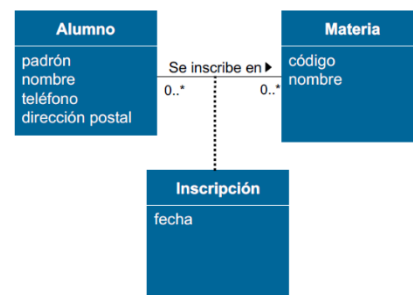 Alumno
padrón
nombre
teléfono
dirección postal
Se inscribe en ▶
0..*
0..*
Materia
código
nombre
Inscripción
fecha